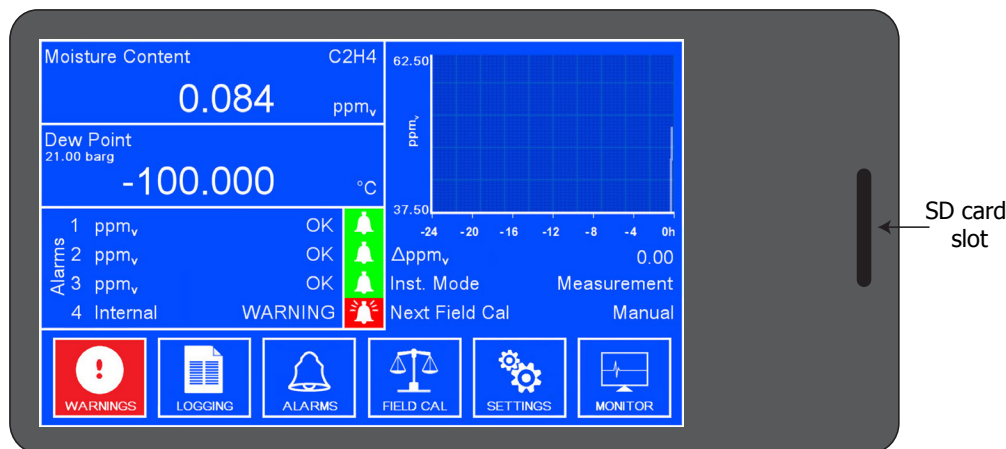 Moisture Content C2H4
0.084 ppmv
Dew Point
21.00 barg
-100.000 °C
Alarms
1 ppmv OK
2 ppmv OK
3 ppmv OK
4 Internal WARNING
62.50
ppmv
37.50
-24 -20 -16 -12 -8 -4 0h
Δppmv 0.00
Inst. Mode Measurement
Next Field Cal Manual
! WARNINGS
LOGGING
ALARMS
FIELD CAL
SETTINGS
MONITOR
SD card
slot